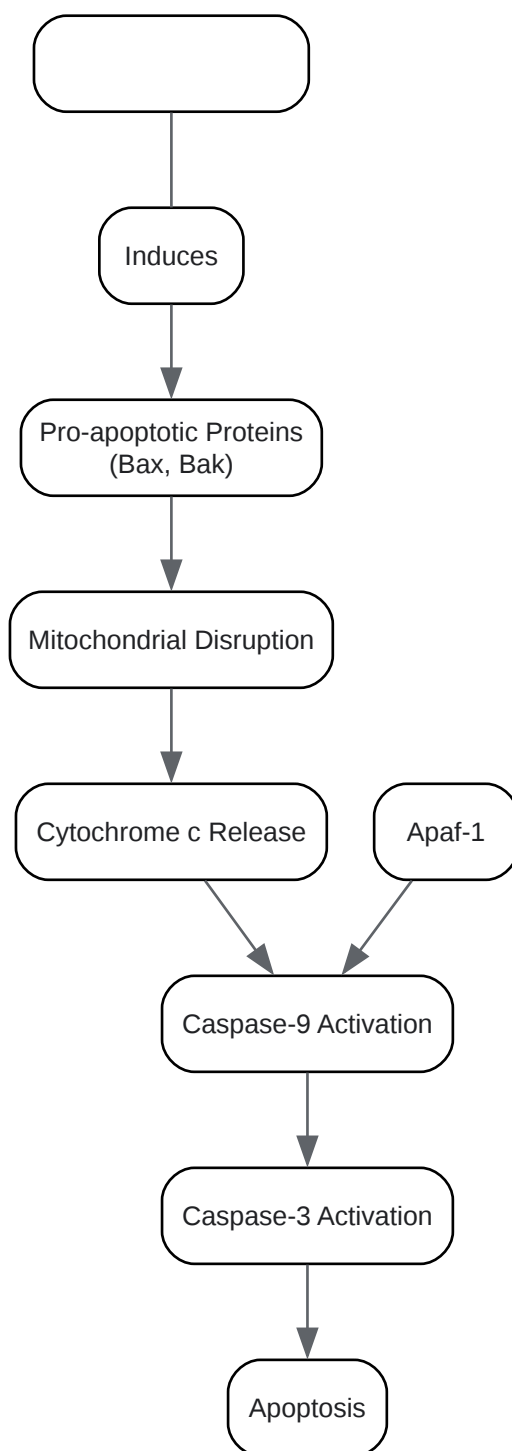 Induces
Pro-apoptotic Proteins
(Bax, Bak)
Mitochondrial Disruption
Cytochrome c Release
Apaf-1
Caspase-9 Activation
Caspase-3 Activation
Apoptosis